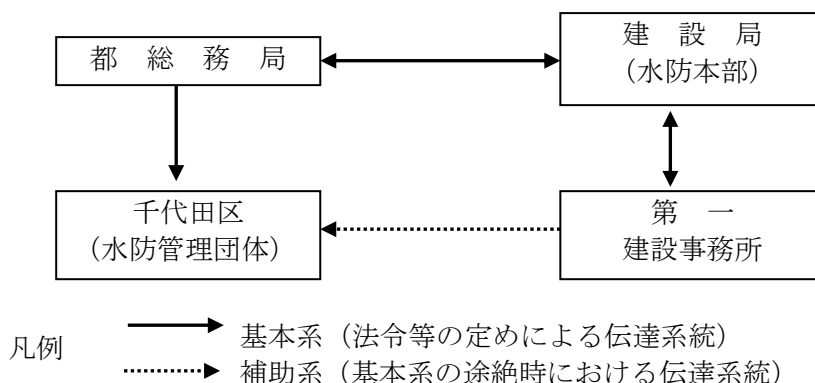 都　総　務　局
建　設　局
（水防本部）
千代田区
（水防管理団体）
第　一
建設事務所
凡例
基本系（法令等の定めによる伝達系統）
補助系（基本系の途絶時における伝達系統）